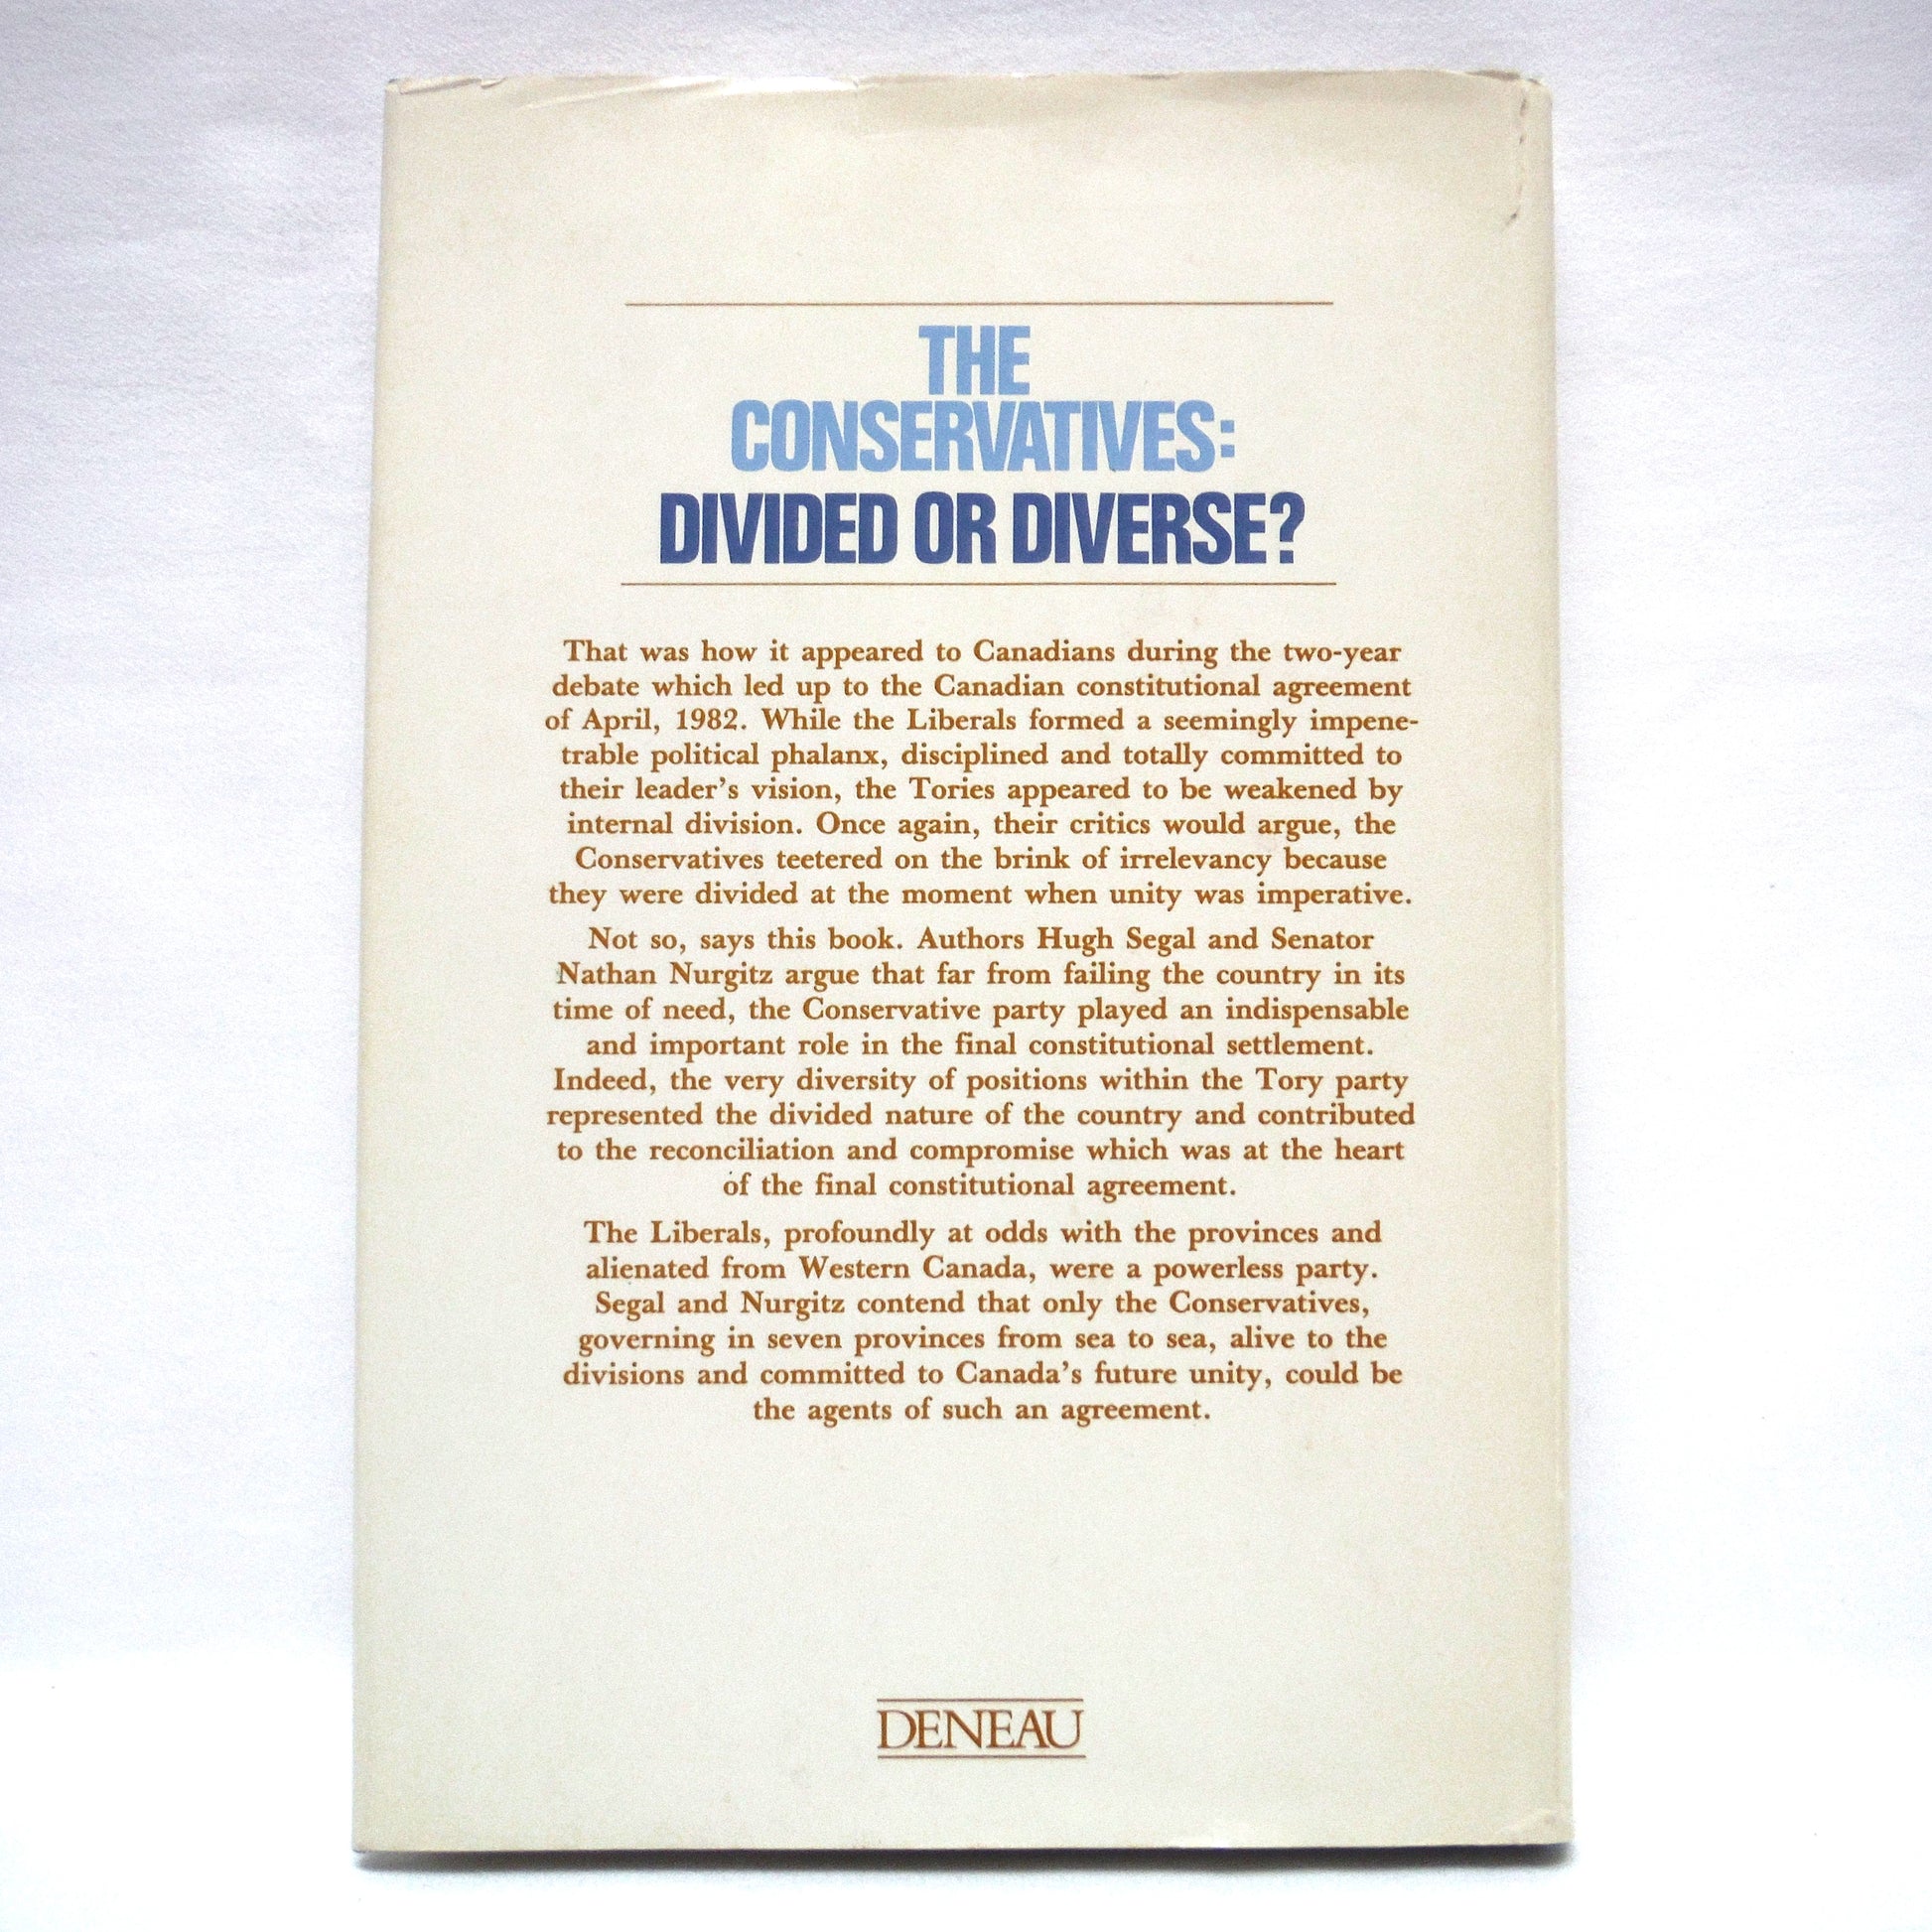 THE
CONSERVATIVES:
DIVIDED OR DIVERSE?
That was how it appeared to Canadians during the two-year
debate which led up to the Canadian constitutional agreement
of April, 1982. While the Liberals formed a seemingly impene-
trable political phalanx, disciplined and totally committed to
their leader's vision, the Tories appeared to be weakened by
internal division. Once again, their critics would argue, the
Conservatives teetered on the brink of irrelevancy because
they were divided at the moment when unity was imperative.
Not so, says this book. Authors Hugh Segal and Senator
Nathan Nurgitz argue that far from failing the country in its
time of need, the Conservative party played an indispensable
and important role in the final constitutional settlement.
Indeed, the very diversity of positions within the Tory party
represented the divided nature of the country and contributed
to the reconciliation and compromise which was at the heart
of the final constitutional agreement.
The Liberals, profoundly at odds with the provinces and
alienated from Western Canada, were a powerless party.
Segal and Nurgitz contend that only the Conservatives,
governing in seven provinces from sea to sea, alive to the
divisions and committed to Canada's future unity, could be
the agents of such an agreement.
DENEAU